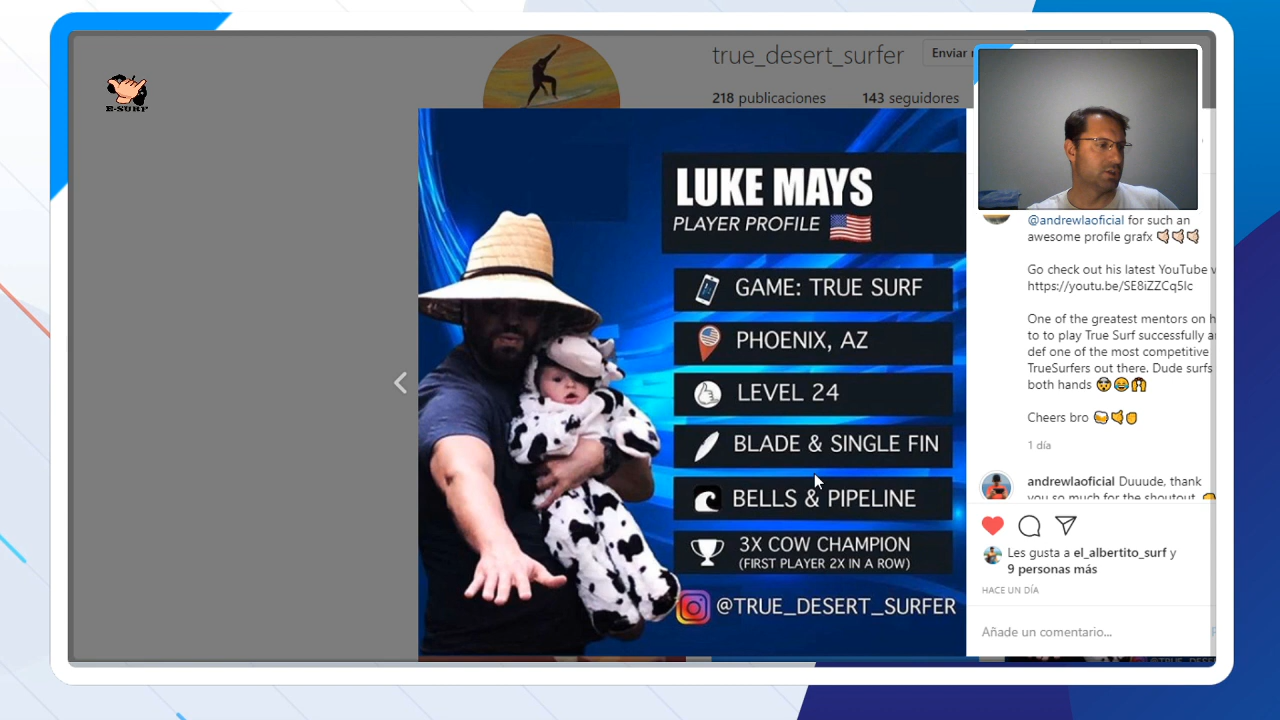 E-SURF
true_desert_surfer
Enviar
218 publicaciones 143 seguidores
LUKE MAYS
PLAYER PROFILE
GAME: TRUE SURF
PHOENIX, AZ
LEVEL 24
BLADE & SINGLE FIN
BELLS & PIPELINE
3X COW CHAMPION
(FIRST PLAYER 2X IN A ROW)
@TRUE_DESERT_SURFER
@andrewlaoficial for such an
awesome profile grafx
Go check out his latest YouTube
https://youtu.be/SE8iZZCq5lc
One of the greatest mentors on
to to play True Surf successfully
def one of the most competitive
TrueSurfers out there. Dude surfs
both hands
Cheers bro
1 día
andrewlaoficial Duuude, thank
you so much for the shoutout
Les gusta a el_albertito_surf y
9 personas más
HACE UN DÍA
Añade un comentario...